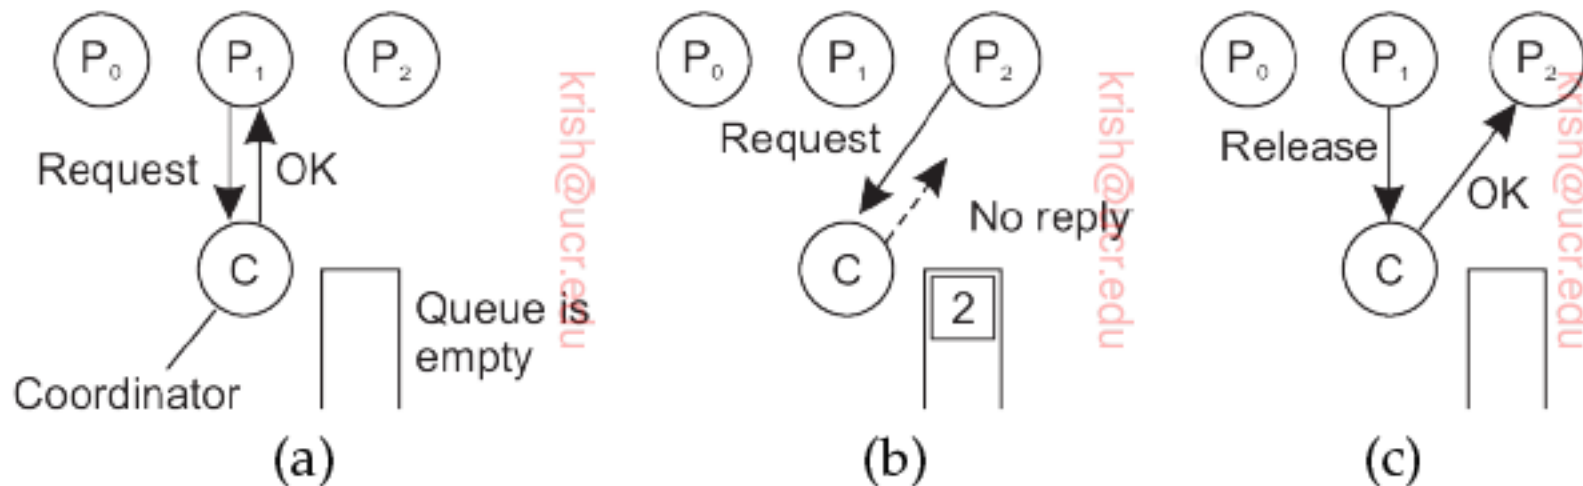 P0 P1 P2
Request OK
C
Queue is
empty
Coordinator
(a)
krish@ucr.edu
P0 P1 P2
Request
No reply
C
2
(b)
krish@ucr.edu
P0 P1 P2
Release
OK
C
(c)
krish@ucr.edu